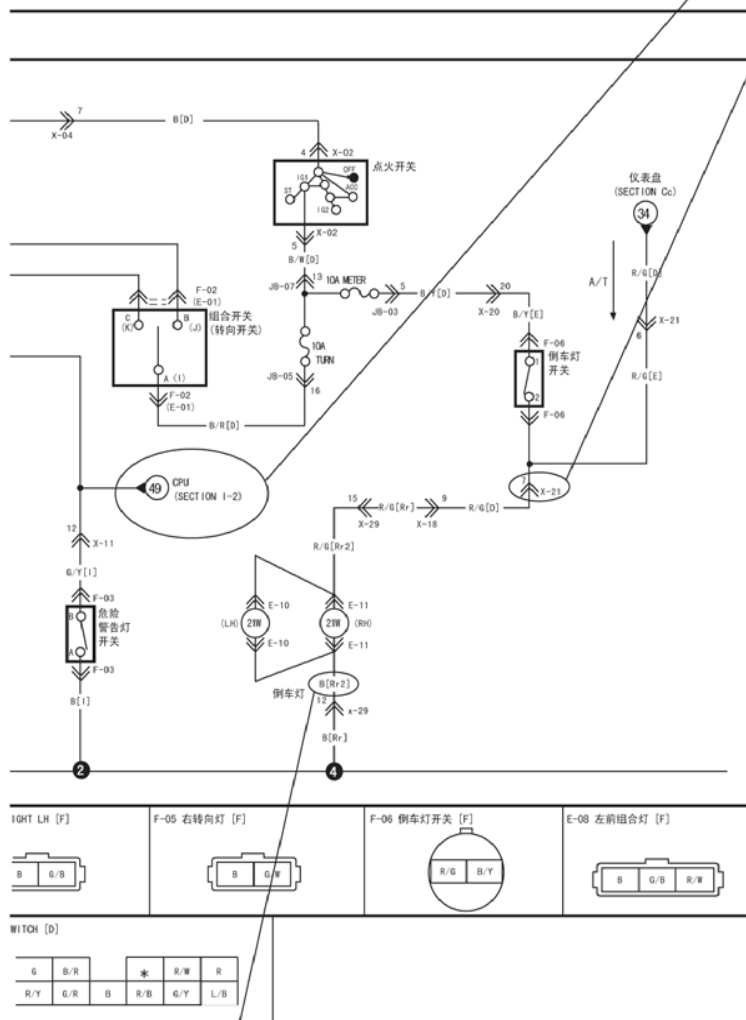 7
X-04
B[D]
4
X-02
点火开关
OFF
IG1
ACC
ST
IG2
仪表盘
(SECTION Cc)
34
5
X-02
B/W[D]
13
10A METER
JB-07
5
JB-03
B/Y[D]
20
X-20
B/Y[E]
A/T
R/G[D]
X-21
6
R/G[E]
F-02
(E-01)
C
(K)
B
(J)
组合开关
(转向开关)
A (I)
F-02
(E-01)
10A
TURN
JB-05
16
B/R[D]
F-06
1
2
倒车灯
开关
F-06
49
CPU
(SECTION I-2)
7
X-21
15
X-29
R/G[Rr]
9
X-18
R/G[D]
12
X-11
R/G[Rr2]
G/Y[I]
F-03
B
A
危险
警告灯
开关
F-03
B[I]
E-10
E-11
(LH)
21W
21W
(RH)
E-10
E-11
倒车灯
B[Rr2]
12
x-29
B[Rr]
2
4
IGHT LH [F]
F-05 右转向灯 [F]
F-06 倒车灯开关 [F]
E-08 左前组合灯 [F]
B G/B
B G/W
R/G B/Y
B G/B R/W
WITCH [D]
G B/R * R/W R
R/Y G/R B R/B G/Y L/B